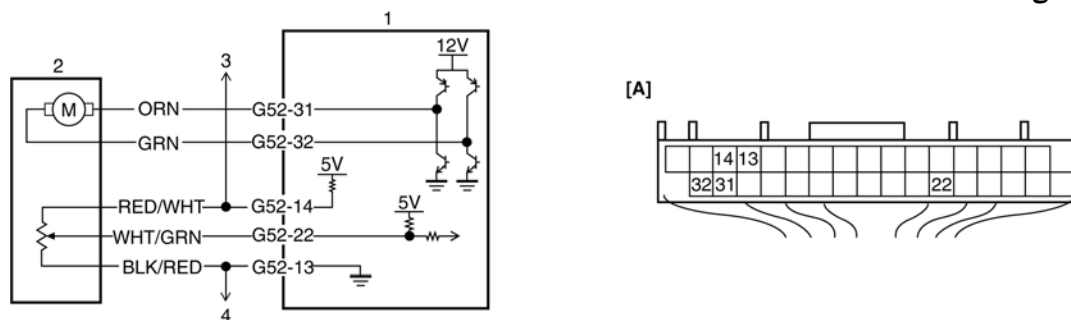 g
1
2
3
12V
[A]
M
ORN
G52-31
GRN
G52-32
14 13
5V
32 31
22
RED/WHT
G52-14
5V
WHT/GRN
G52-22
BLK/RED
G52-13
4